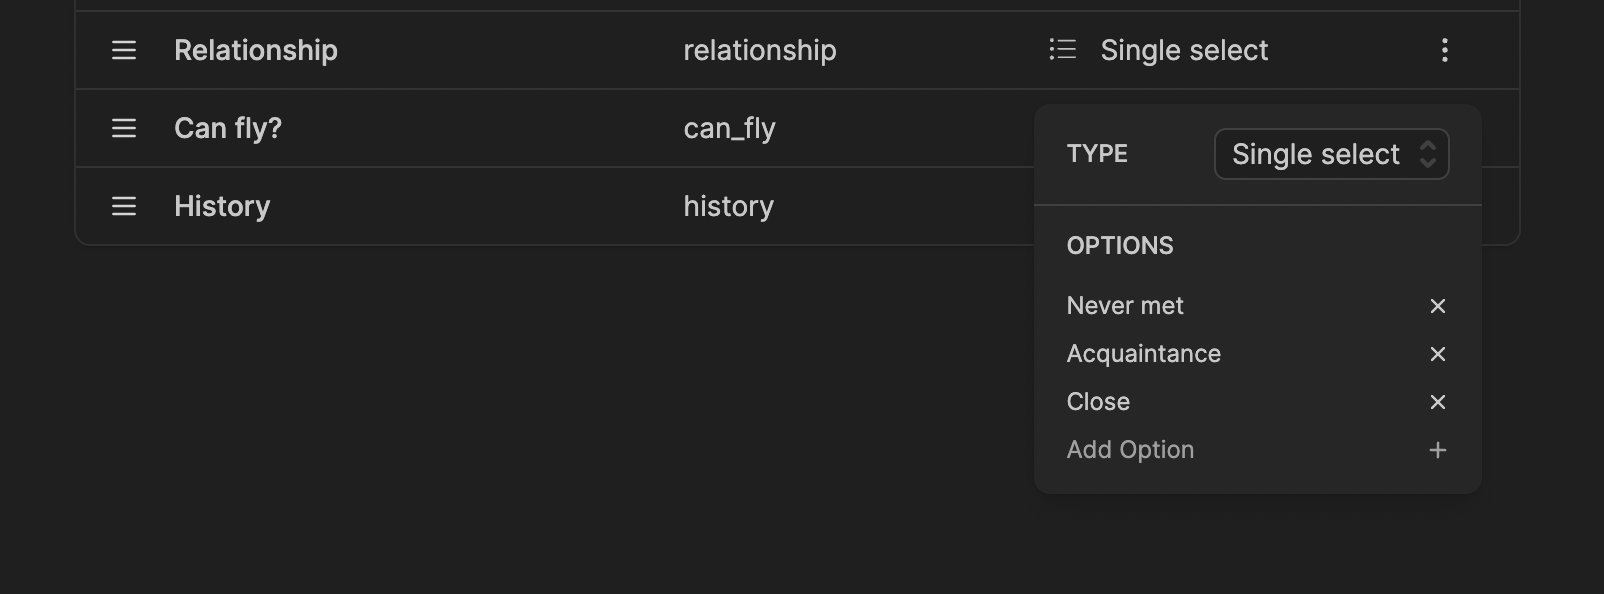 Relationship relationship Single select
Can fly? can_fly
TYPE Single select
History history
OPTIONS
Never met
Acquaintance
Close
Add Option